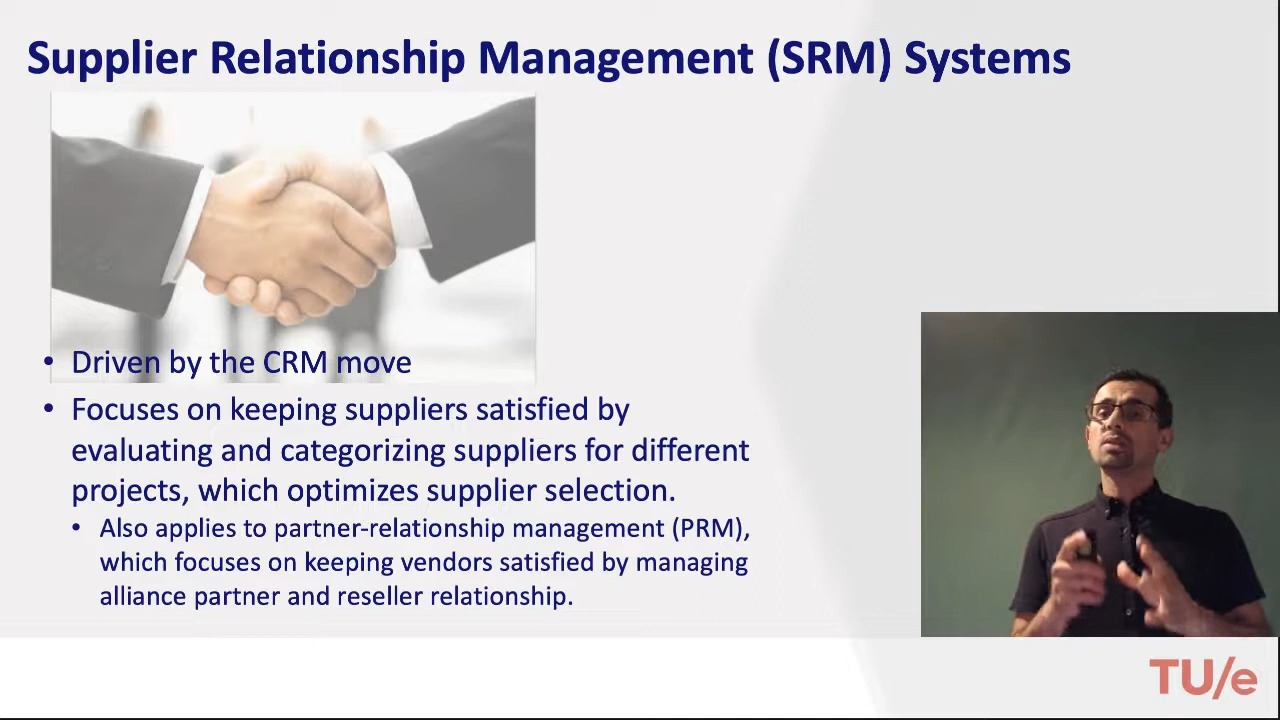 Supplier Relationship Management (SRM) Systems
• Driven by the CRM move
• Focuses on keeping suppliers satisfied by
evaluating and categorizing suppliers for different
projects, which optimizes supplier selection.
• Also applies to partner-relationship management (PRM),
which focuses on keeping vendors satisfied by managing
alliance partner and reseller relationship.
TU/e